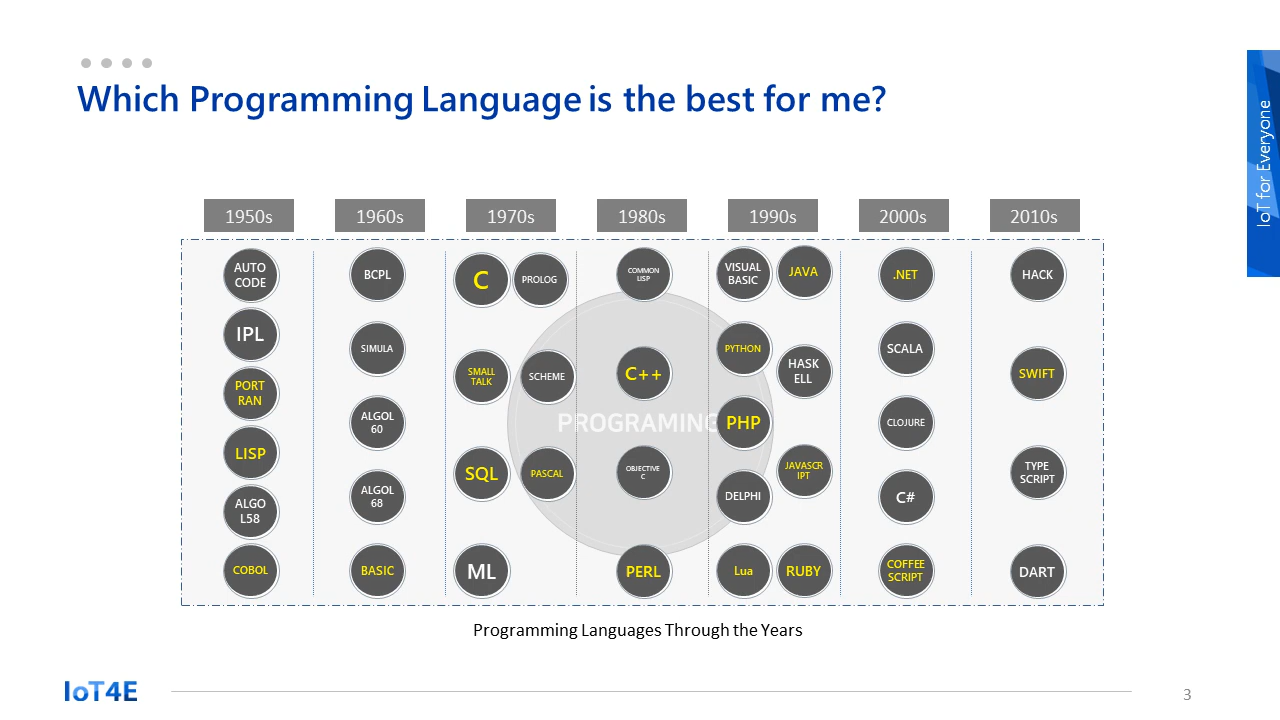 Which Programming Language is the best for me?
IoT for Everyone
1950s
1960s
1970s
1980s
1990s
2000s
2010s
AUTO
CODE
IPL
PORT
RAN
LISP
ALGO
L58
COBOL
BCPL
SIMULA
ALGOL
60
ALGOL
68
BASIC
C
PROLOG
SMALL
TALK
SCHEME
SQL
PASCAL
ML
COMMON
LISP
C++
PROGRAMING
OBJECTIVE
C
PERL
VISUAL
BASIC
JAVA
PYTHON
HASK
ELL
PHP
JAVASCR
IPT
DELPHI
Lua
RUBY
.NET
SCALA
CLOJURE
C#
COFFEE
SCRIPT
HACK
SWIFT
TYPE
SCRIPT
DART
Programming Languages Through the Years
IoT4E
3